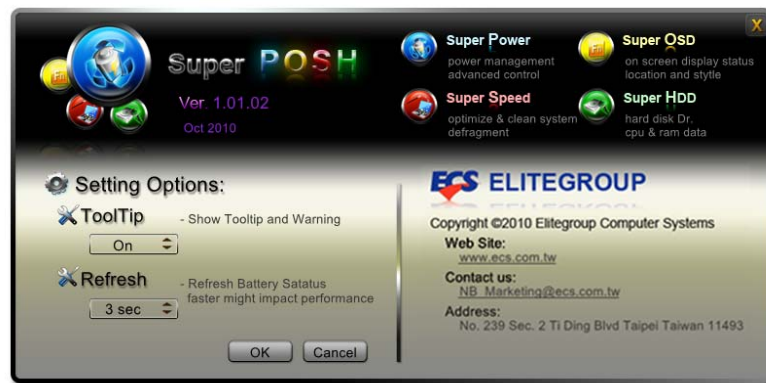 X
Super POSH
Ver. 1.01.02
Oct 2010
Super Power
power management
advanced control
Super OSD
on screen display status
location and stytle
Super Speed
optimize & clean system
defragment
Super HDD
hard disk Dr.
cpu & ram data
Setting Options:
ToolTip - Show Tooltip and Warning
On
Refresh - Refresh Battery Satatus
faster might impact performance
3 sec
OK Cancel
ECS ELITEGROUP
Copyright ©2010 Elitegroup Computer Systems
Web Site:
www.ecs.com.tw
Contact us:
NB_Marketing@ecs.com.tw
Address:
No. 239 Sec. 2 Ti Ding Blvd Taipei Taiwan 11493